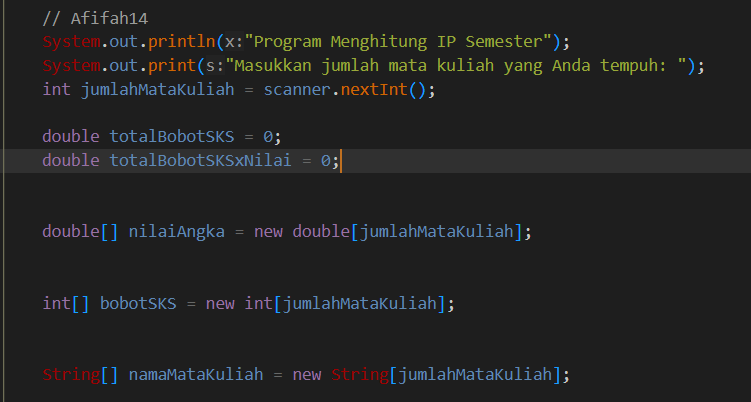 // Afifah14
System.out.println(x:"Program Menghitung IP Semester");
System.out.print(s:"Masukkan jumlah mata kuliah yang Anda tempuh: ");
int jumlahMataKuliah = scanner.nextInt();
double totalBobotSKS = 0;
double totalBobotSKSxNilai = 0;
double[] nilaiAngka = new double[jumlahMataKuliah];
int[] bobotSKS = new int[jumlahMataKuliah];
String[] namaMataKuliah = new String[jumlahMataKuliah];